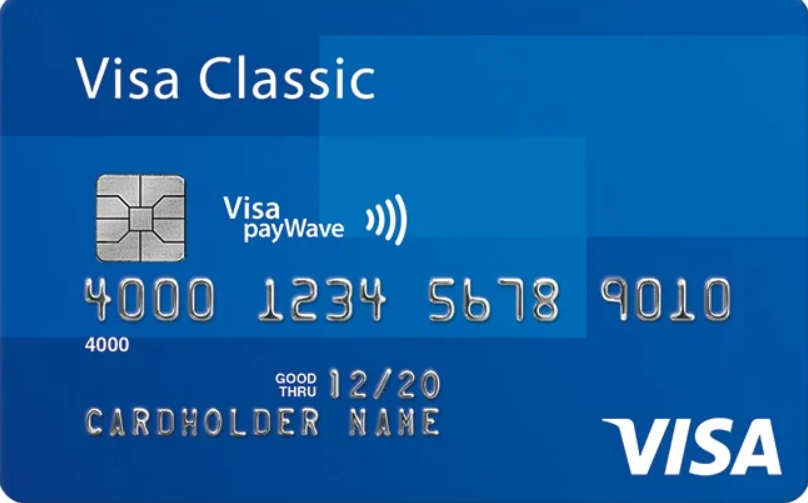 Visa Classic
Visa
payWave
4000 1234 5678 9010
4000
GOOD
THRU 12/20
CARDHOLDER NAME
VISA